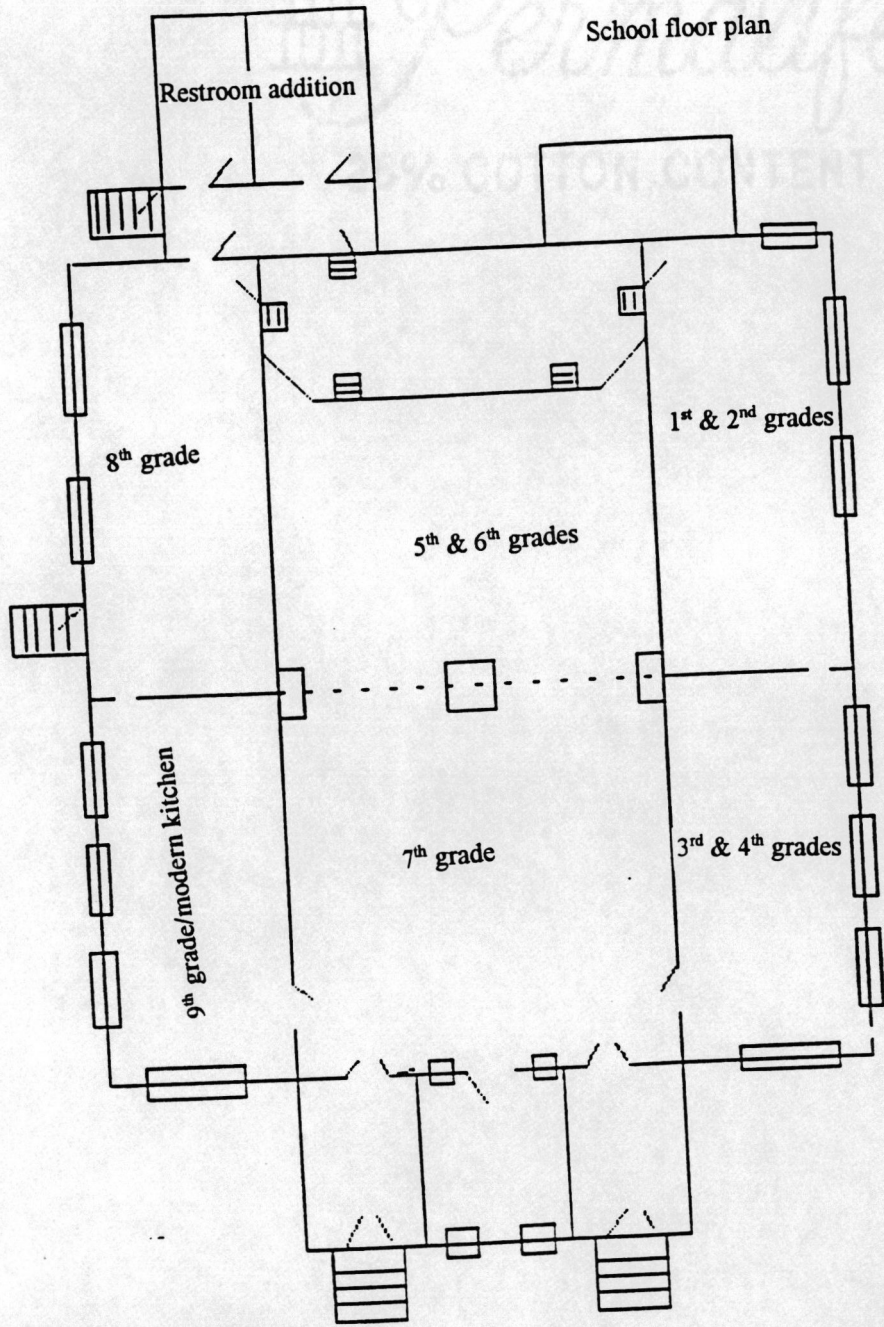 School floor plan
Restroom addition
25% COTTON CONTENT
1st & 2nd grades
8th grade
5th & 6th grades
9th grade/modern kitchen
7th grade
3rd & 4th grades